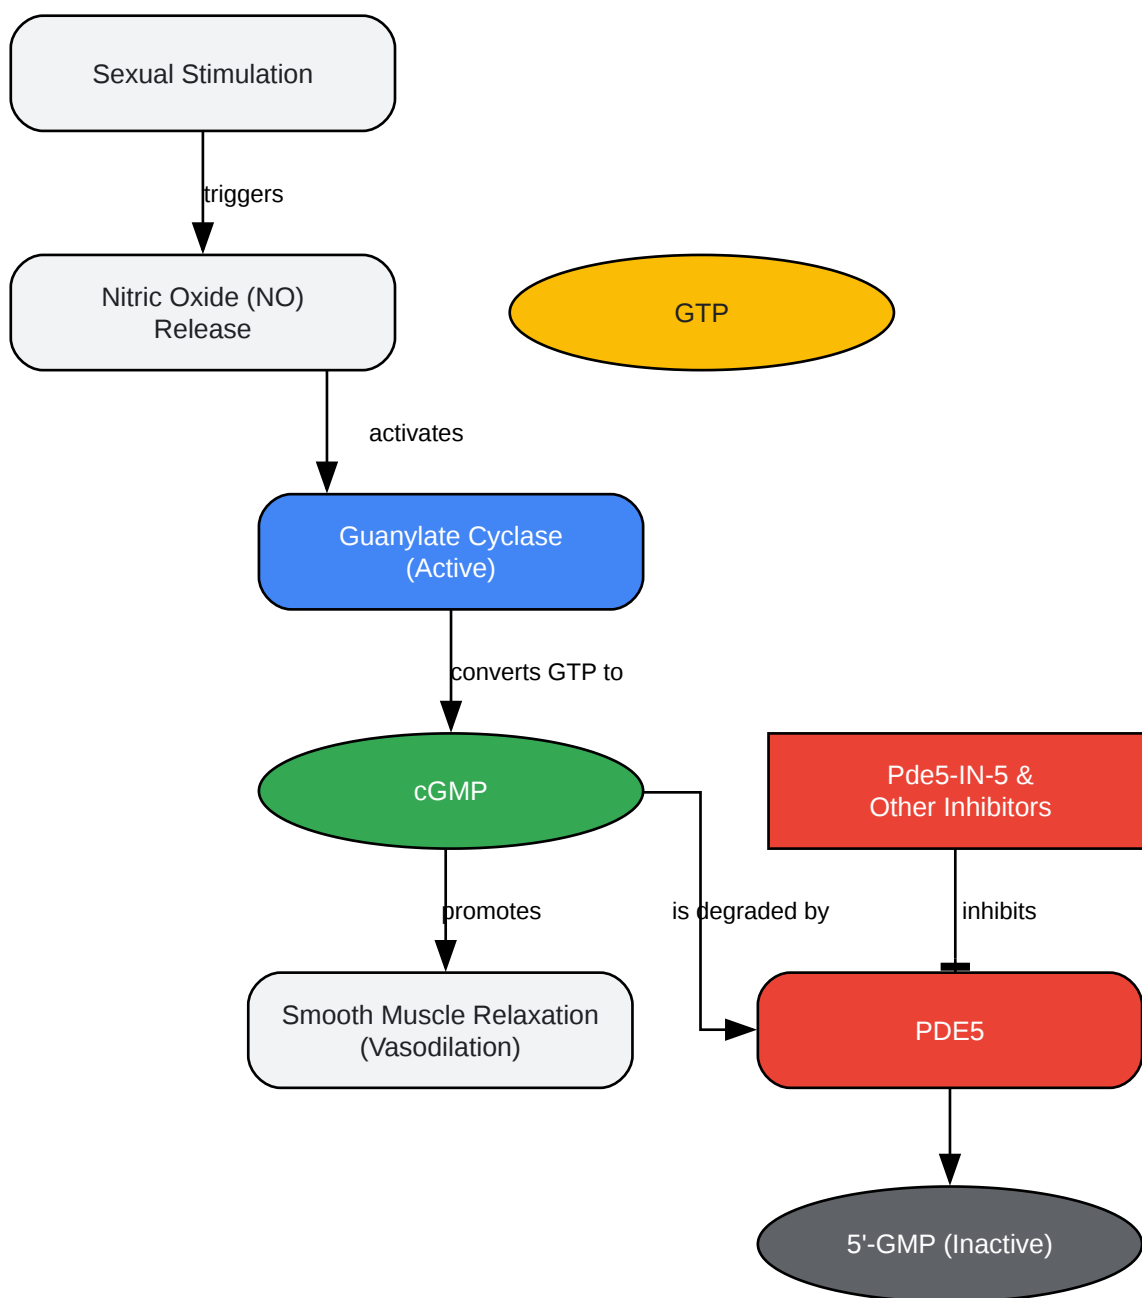 Sexual Stimulation
triggers
Nitric Oxide (NO)
Release
GTP
activates
Guanylate Cyclase
(Active)
converts GTP to
cGMP
Pde5-IN-5 &
Other Inhibitors
promotes
is degraded by
inhibits
Smooth Muscle Relaxation
(Vasodilation)
PDE5
5'-GMP (Inactive)